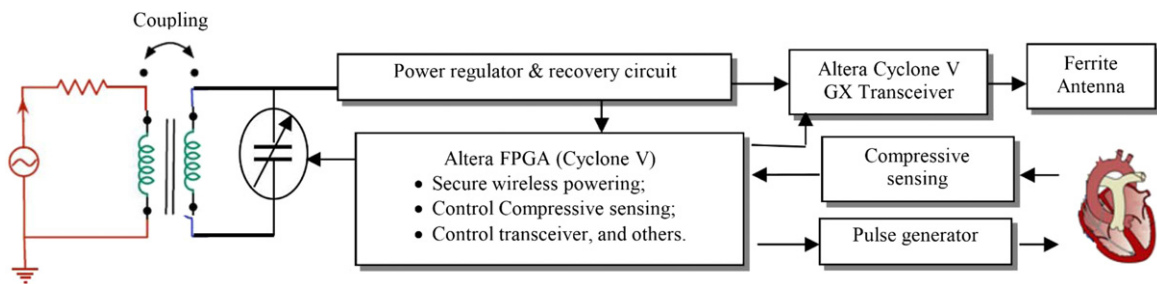 Coupling
Power regulator & recovery circuit
Altera Cyclone V
GX Transceiver
Ferrite
Antenna
Altera FPGA (Cyclone V)
• Secure wireless powering;
• Control Compressive sensing;
• Control transceiver, and others.
Compressive
sensing
Pulse generator